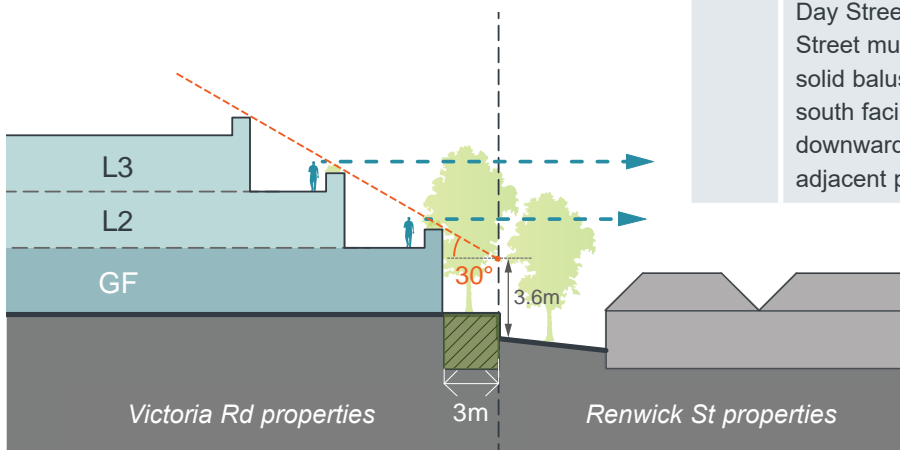 Day Stree
Street mu
solid balus
south facii
downward
adjacent p
L3
L2
GF
30°
3.6m
3m
Victoria Rd properties
Renwick St properties